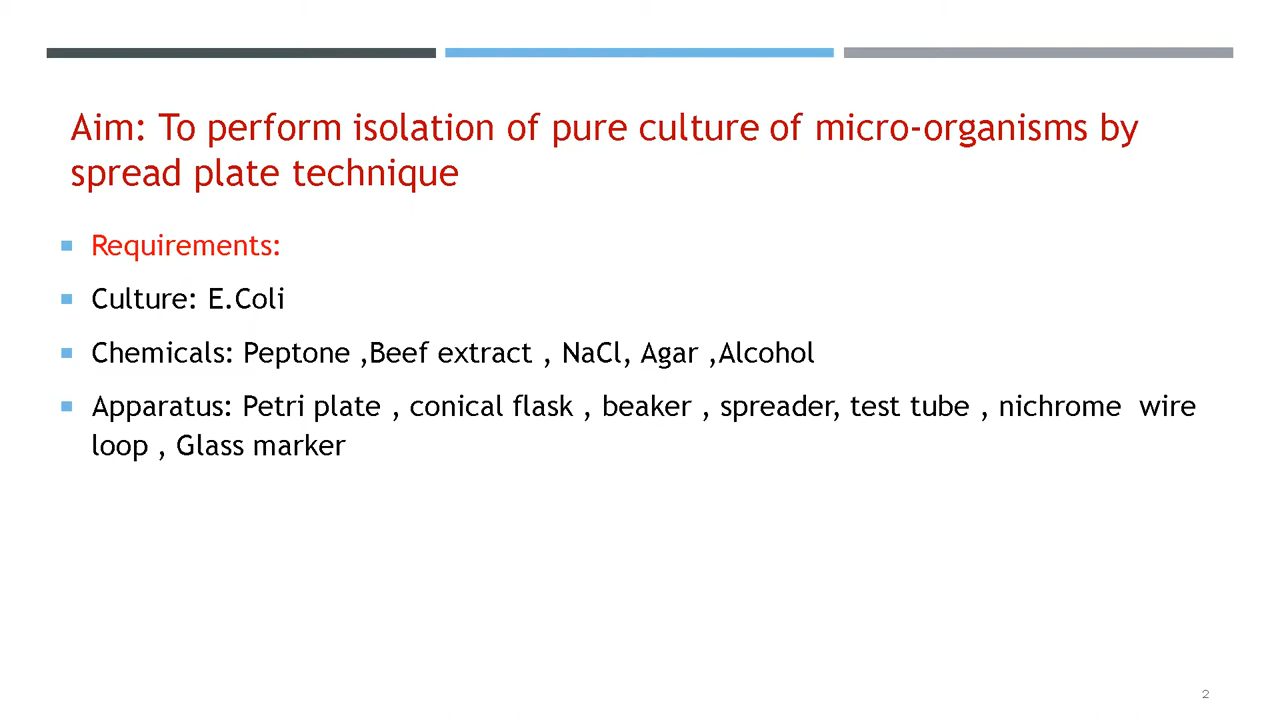 Aim: To perform isolation of pure culture of micro-organisms by
spread plate technique
Requirements:
Culture: E.Coli
Chemicals: Peptone ,Beef extract , NaCl, Agar ,Alcohol
Apparatus: Petri plate , conical flask , beaker , spreader, test tube , nichrome wire
loop , Glass marker
2